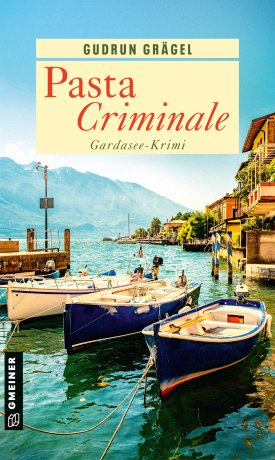 GUDRUN GRÄGEL
Pasta
Criminale
Gardasee-Krimi
GMEINER